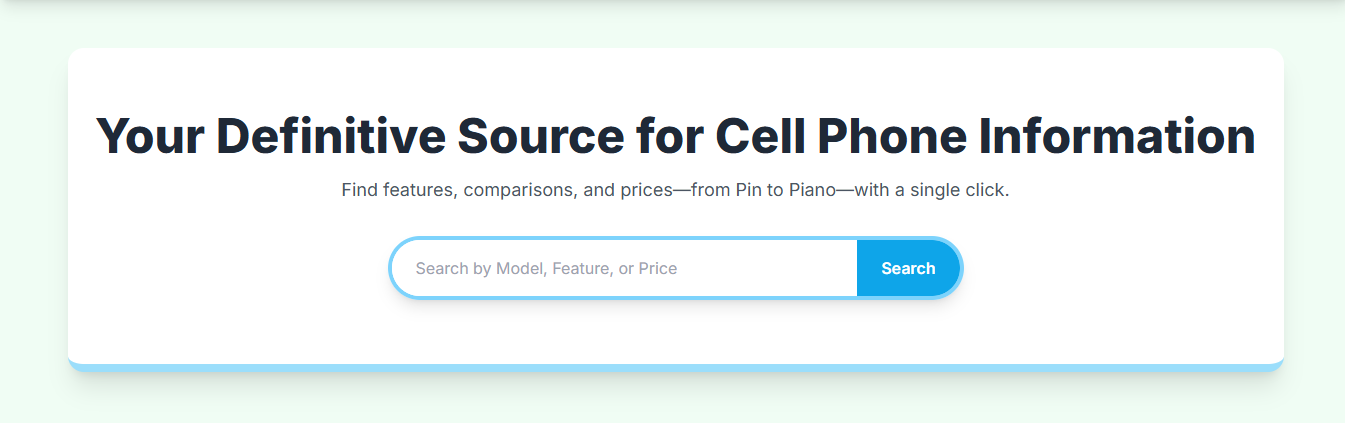 Your Definitive Source for Cell Phone Information
Find features, comparisons, and prices—from Pin to Piano—with a single click.
Search by Model, Feature, or Price
Search